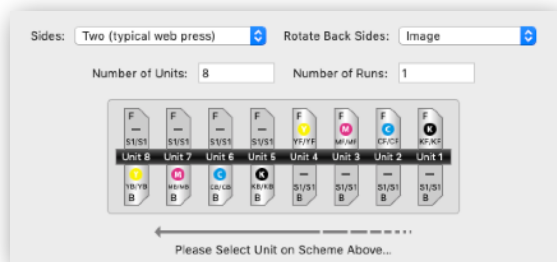 Sides: Two (typical web press) Rotate Back Sides: Image
Number of Units: 8 Number of Runs: 1
F F F F F F F F
— — — — Y M C K
S1/S1 S1/S1 S1/S1 S1/S1 YF/YF MF/MF CF/CF KF/KF
Unit 8 Unit 7 Unit 6 Unit 5 Unit 4 Unit 3 Unit 2 Unit 1
Y M C K — — — —
YB/YB MB/MB CB/CB KB/KB S1/S1 S1/S1 S1/S1 S1/S1
B B B B B B B B
Please Select Unit on Scheme Above...